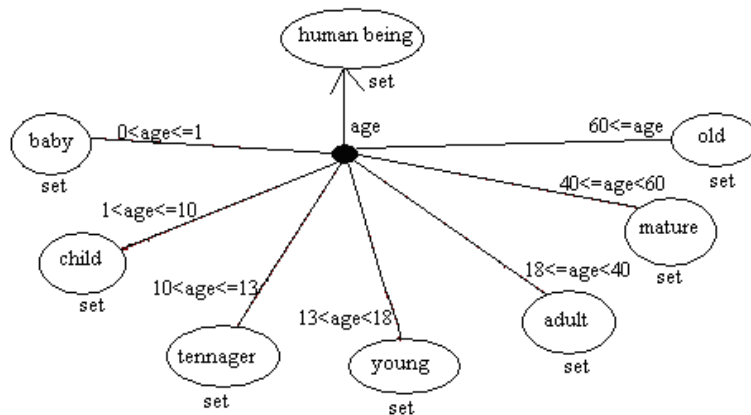 human being
set
age
0<age<=1
60<=age
baby
old
set
set
40<=age<60
1<age<=10
mature
set
child
set
18<=age<40
10<age<=13
13<age<18
adult
tennager
young
set
set
set